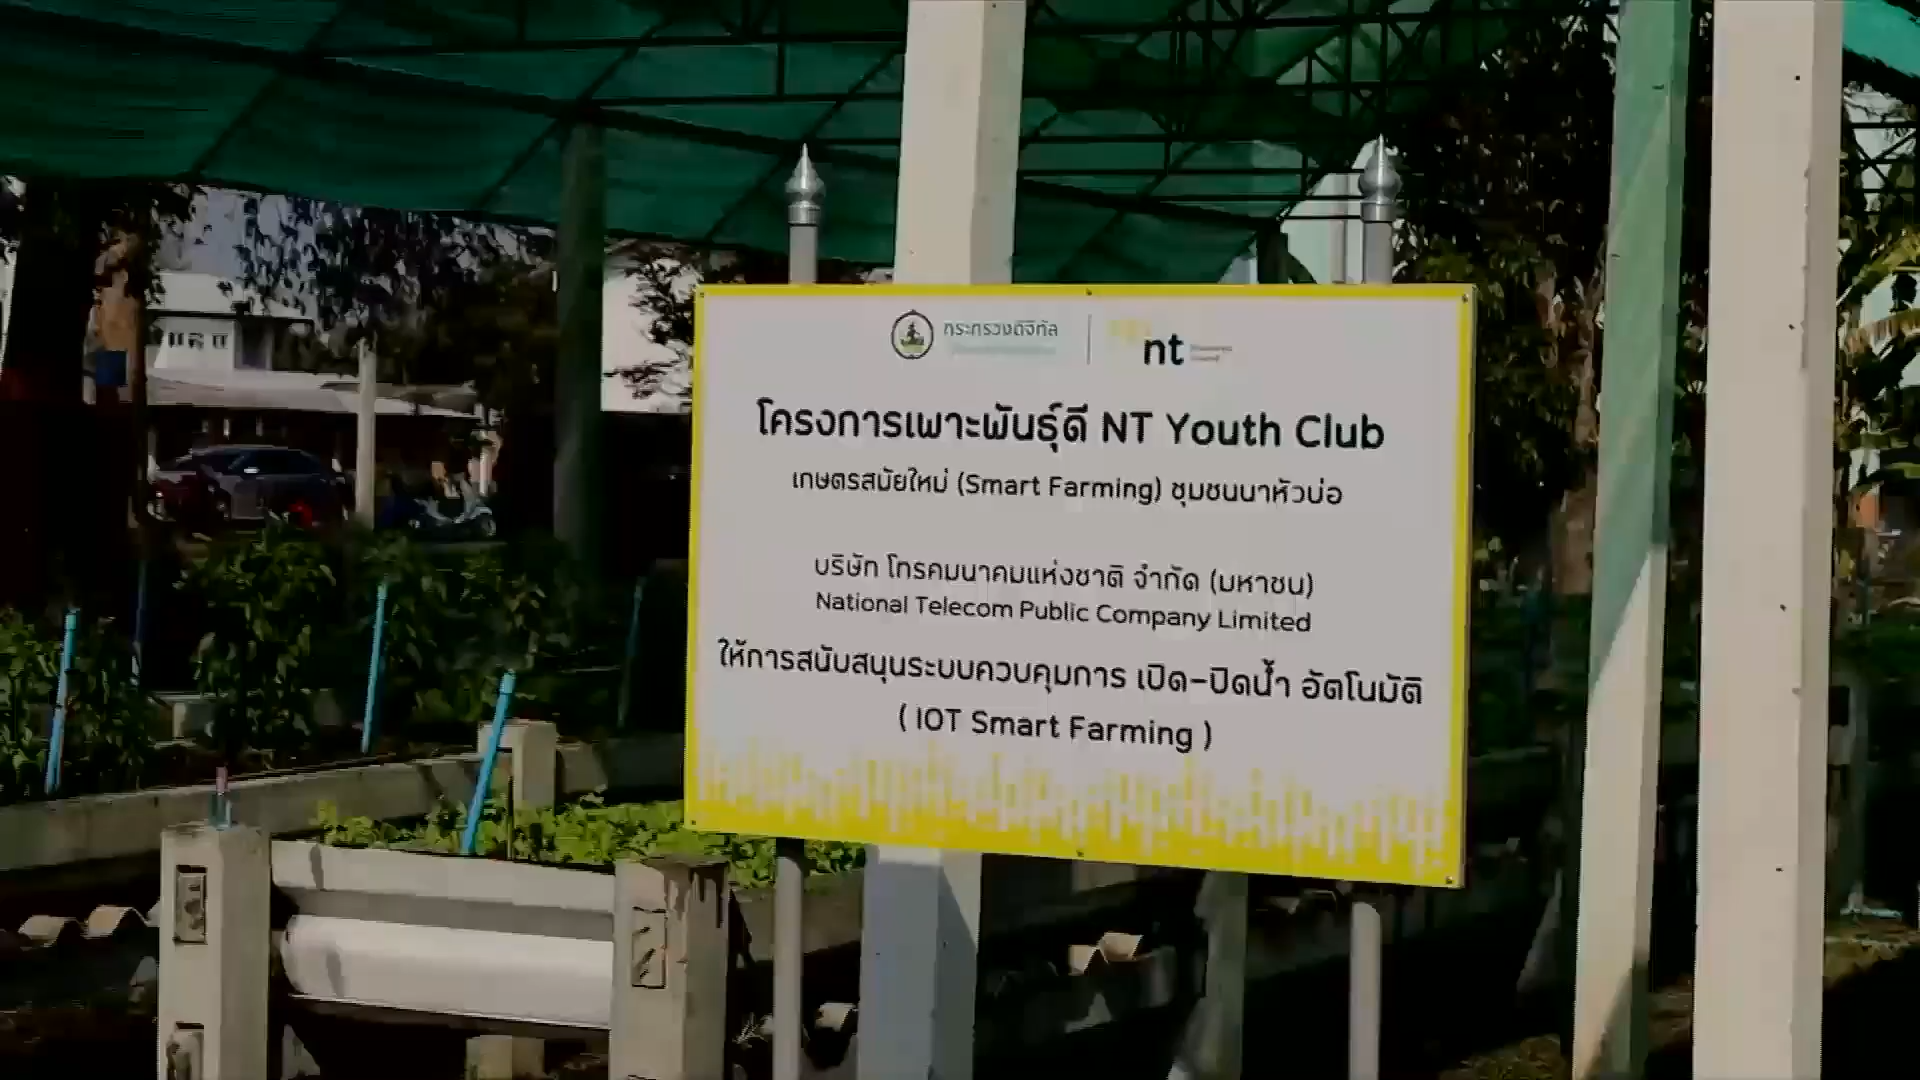 กระทรวงดิจิทัล
nt
โครงการเพาะพันธุ์ดี NT Youth Club
เกษตรสมัยใหม่ (Smart Farming) ชุมชนนาหัวบ่อ
บริษัท โทรคมนาคมแห่งชาติ จำกัด (มหาชน)
National Telecom Public Company Limited
ให้การสนับสนุนระบบควบคุมการ เปิด-ปิดน้ำ อัตโนมัติ
( IOT Smart Farming )